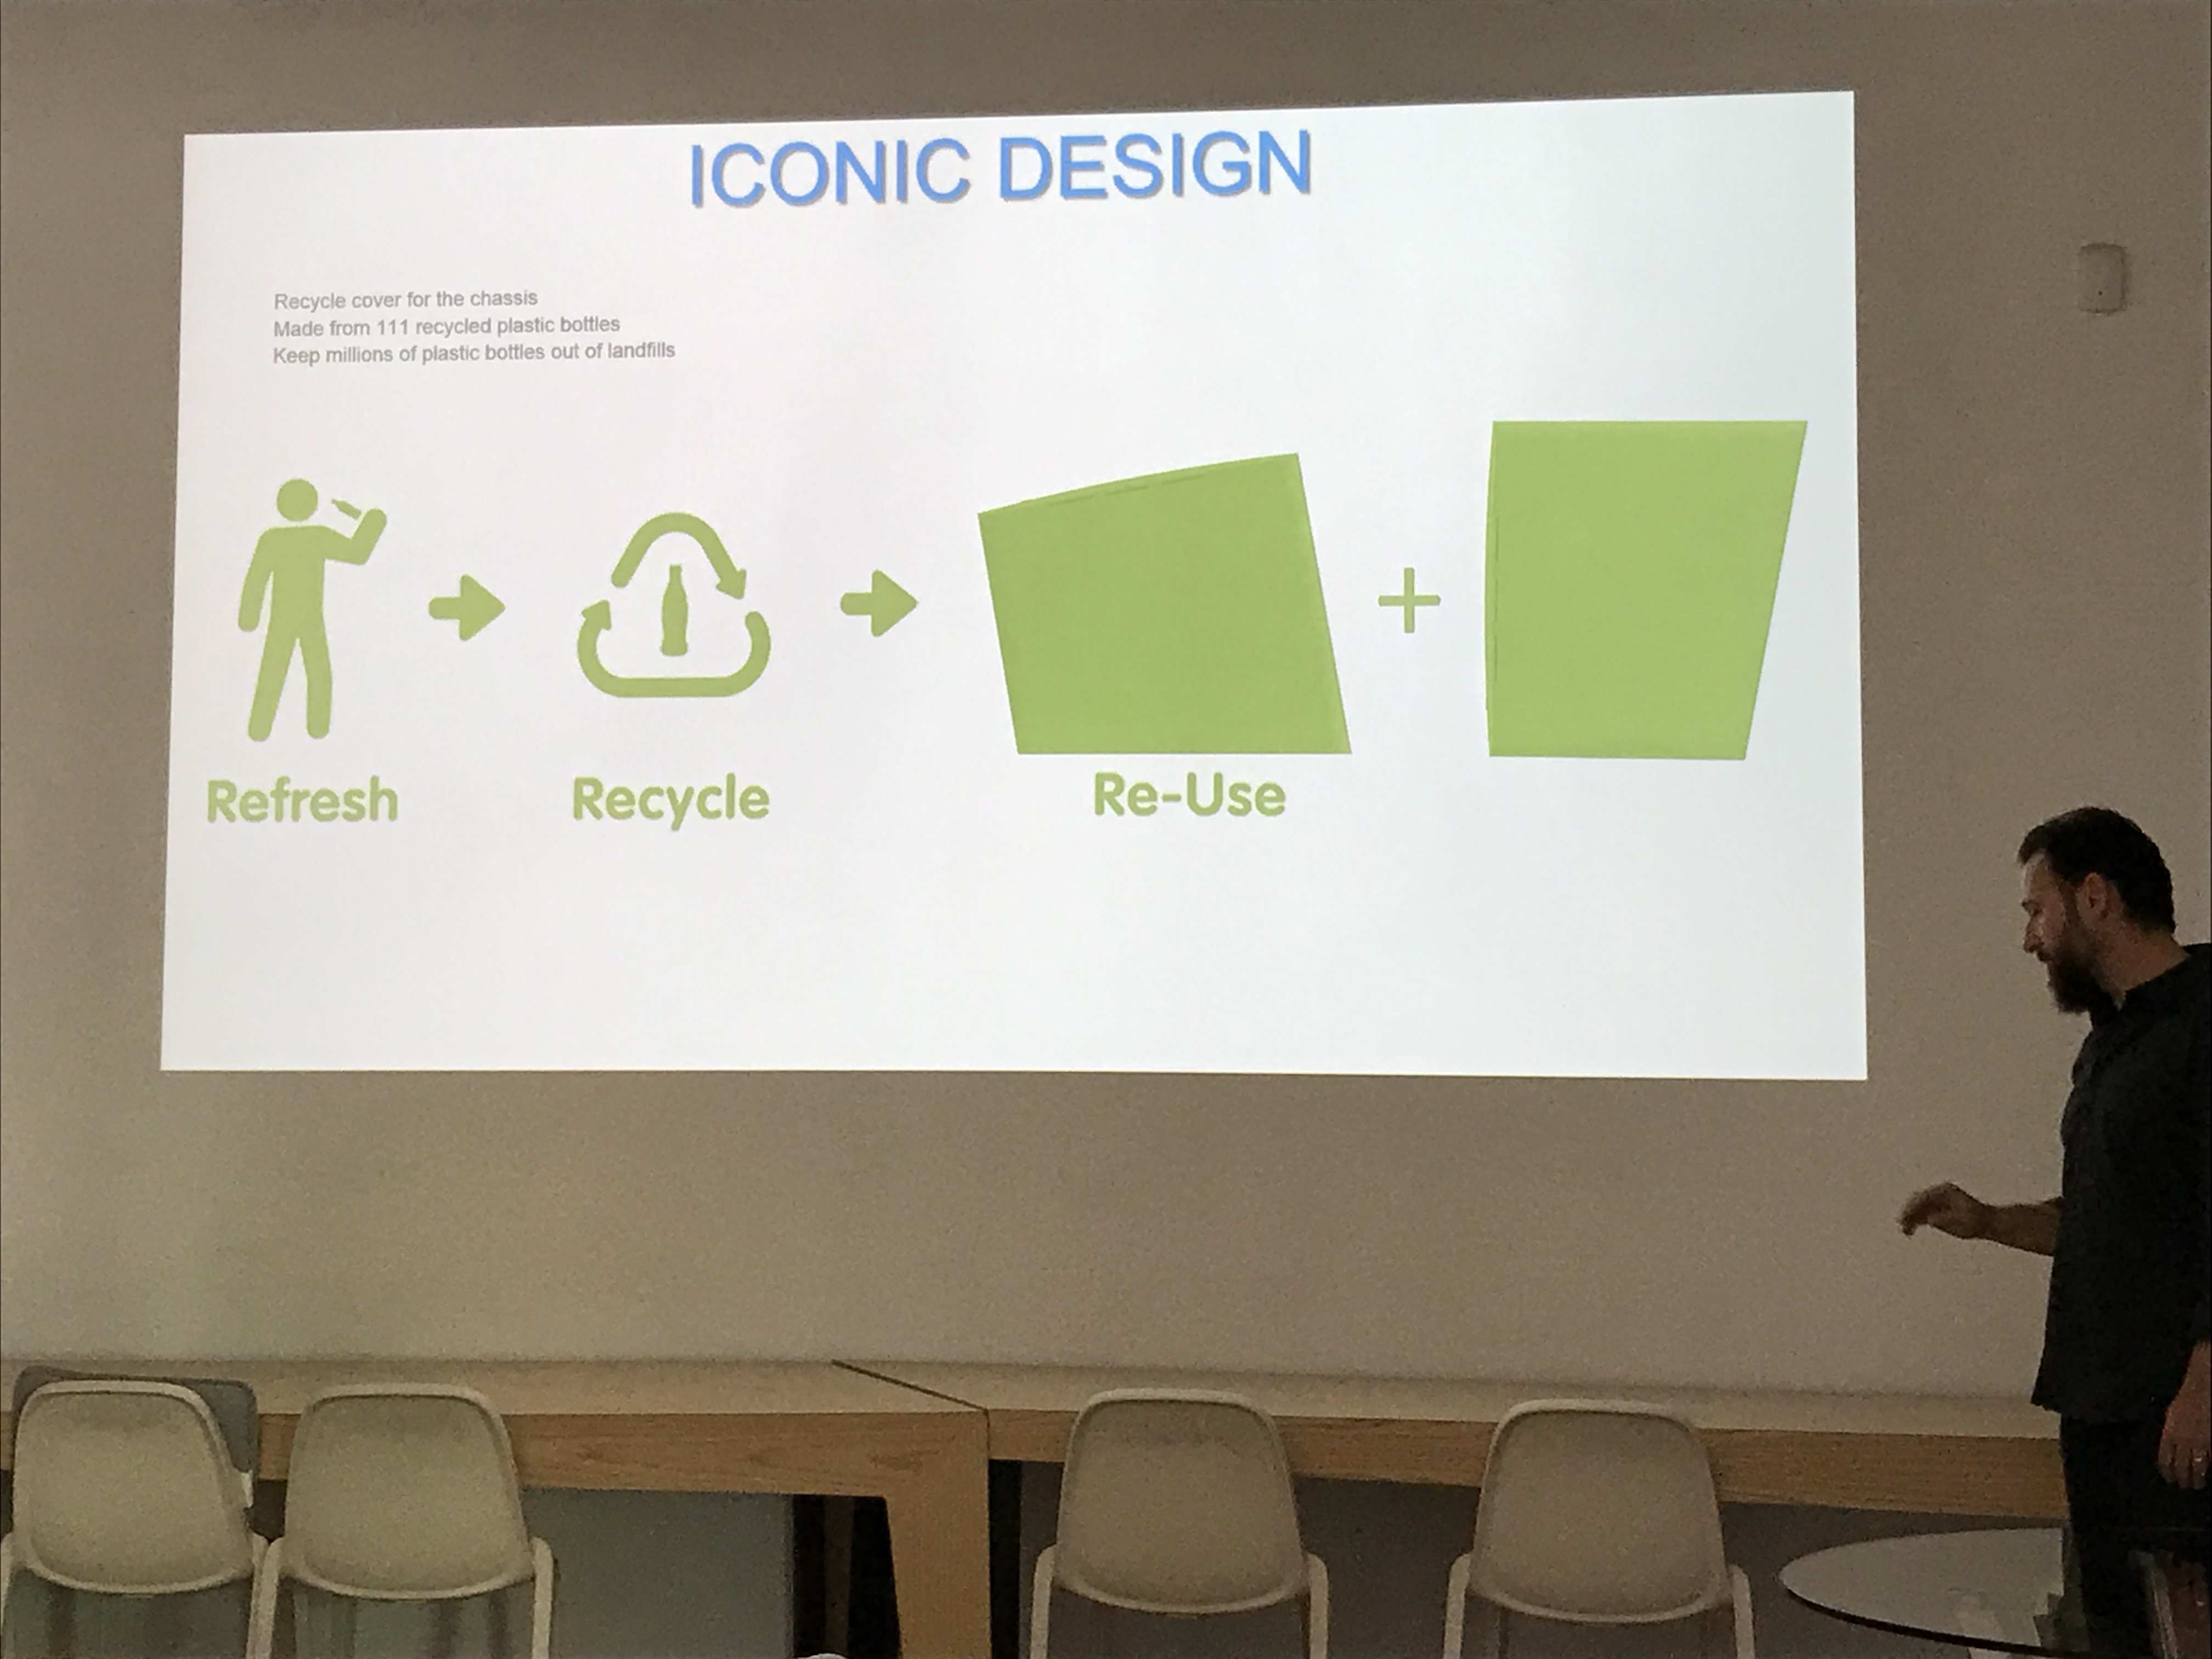 ICONIC DESIGN
Recycle cover for the chassis
Made from 111 recycled plastic bottles
Keep millions of plastic bottles out of landfills
Refresh
Recycle
Re-Use